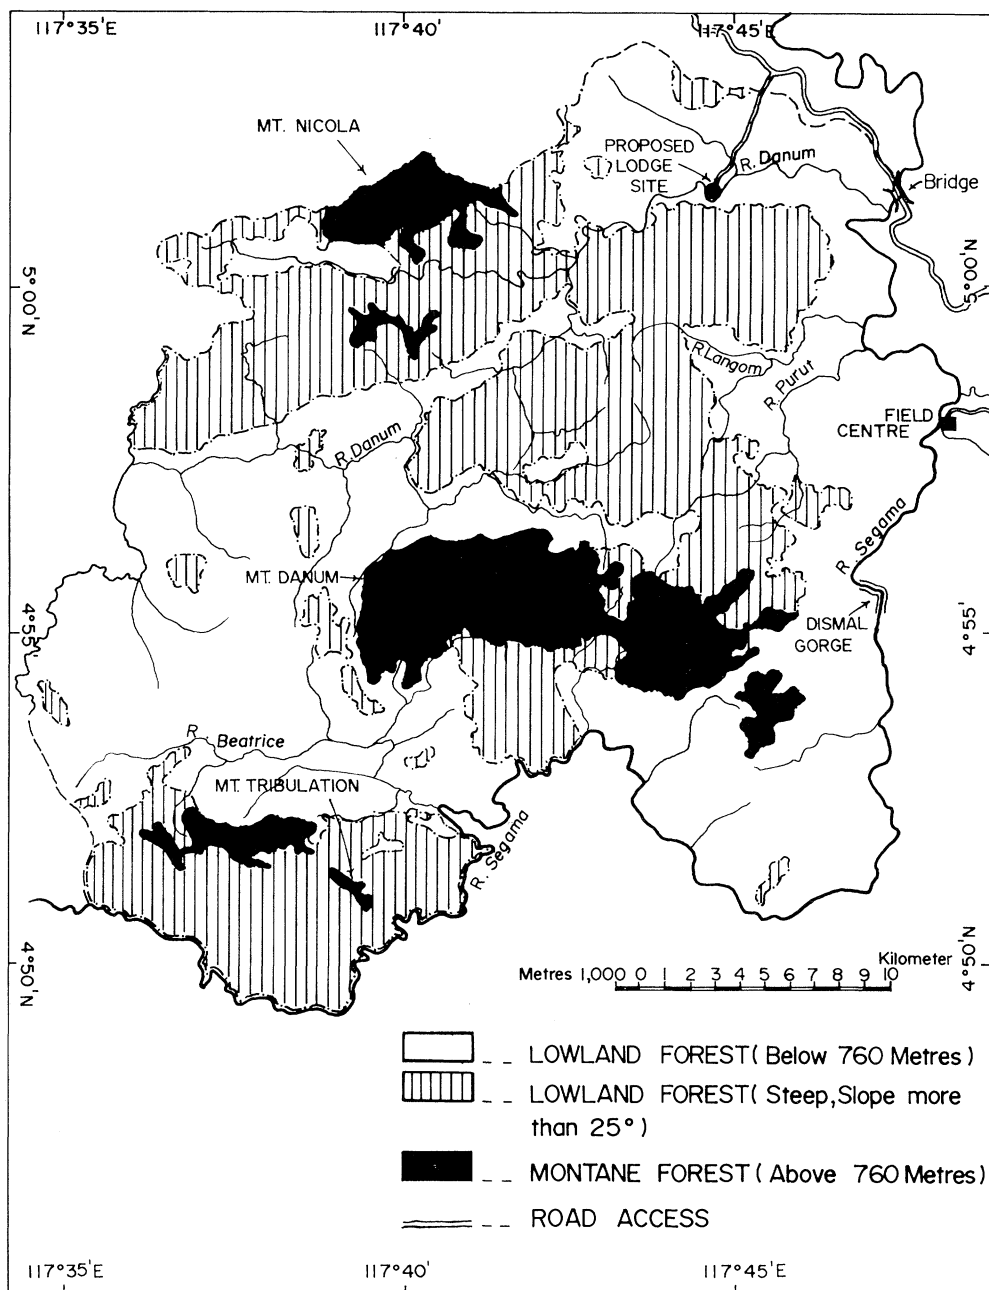 117°35'E
117°40'
117°45'E
MT. NICOLA
PROPOSED
LODGE
SITE
R. Danum
Bridge
5°00'N
5°00'N
R Langom
R. Purut
FIELD
CENTRE
R. Danum
R. Segama
MT. DANUM
DISMAL
GORGE
4°55'
4°55'
R. Beatrice
MT. TRIBULATION
R. Segama
4°50'N
4°50'N
Kilometer
Metres 1,000 0 1 2 3 4 5 6 7 8 9 10
LOWLAND FOREST (Below 760 Metres)
LOWLAND FOREST (Steep, Slope more
than 25°)
MONTANE FOREST (Above 760 Metres)
ROAD ACCESS
117°35'E
117°40'
117°45'E